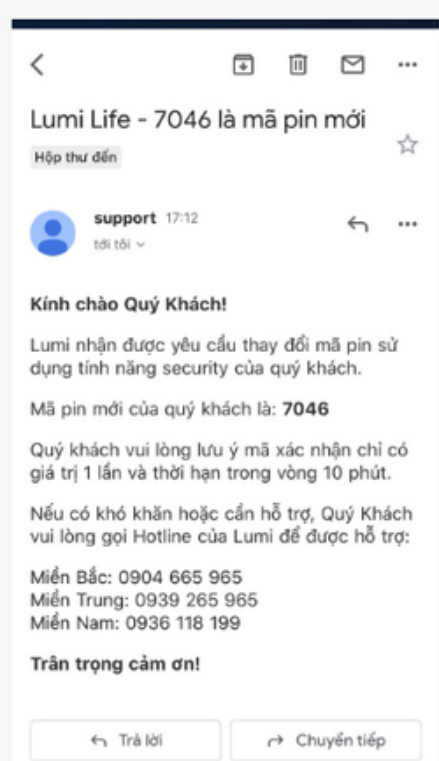 Lumi Life - 7046 là mã pin mới
Hộp thư đến
support 17:12
tới tôi
Kính chào Quý Khách!
Lumi nhận được yêu cầu thay đổi mã pin sử
dụng tính năng security của quý khách.
Mã pin mới của quý khách là: 7046
Quý khách vui lòng lưu ý mã xác nhận chỉ có
giá trị 1 lần và thời hạn trong vòng 10 phút.
Nếu có khó khăn hoặc cần hỗ trợ, Quý Khách
vui lòng gọi Hotline của Lumi để được hỗ trợ:
Miền Bắc: 0904 665 965
Miền Trung: 0939 265 965
Miền Nam: 0936 118 199
Trân trọng cảm ơn!
Trả lời
Chuyển tiếp